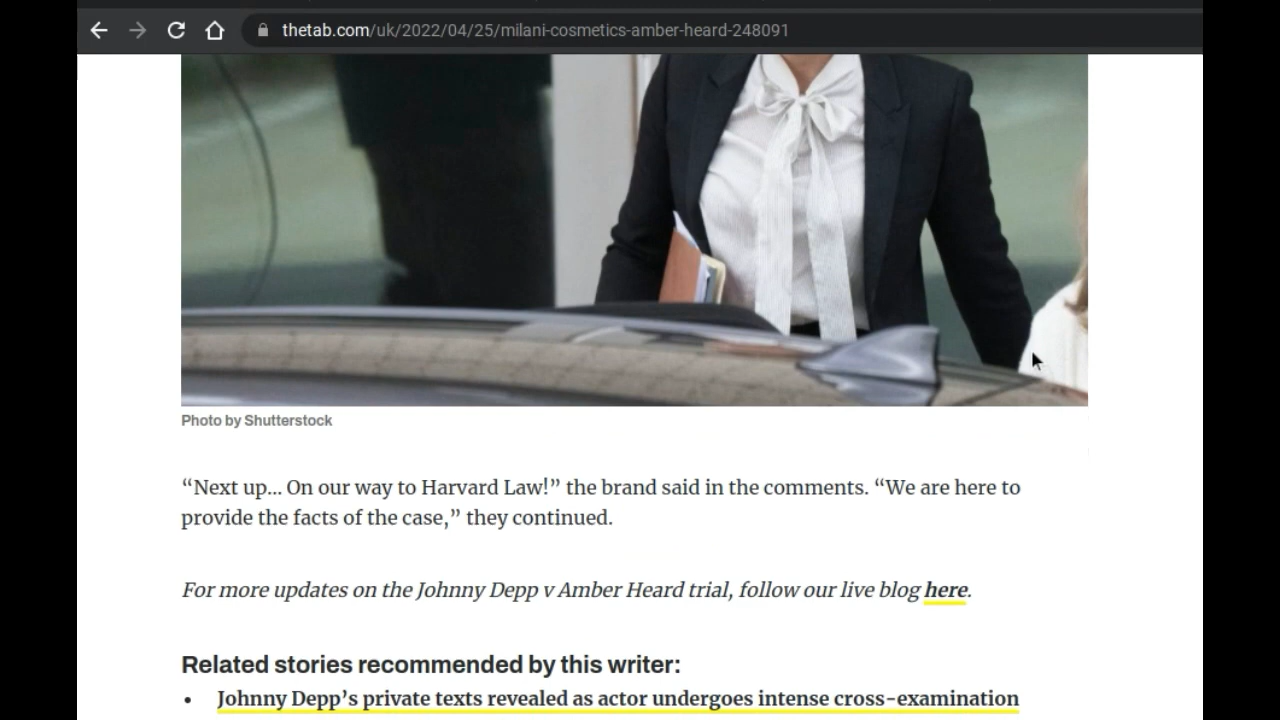 thetab.com/uk/2022/04/25/milani-cosmetics-amber-heard-248091
Photo by Shutterstock
“Next up... On our way to Harvard Law!” the brand said in the comments. “We are here to
provide the facts of the case,” they continued.
For more updates on the Johnny Depp v Amber Heard trial, follow our live blog here.
Related stories recommended by this writer:
• Johnny Depp’s private texts revealed as actor undergoes intense cross-examination